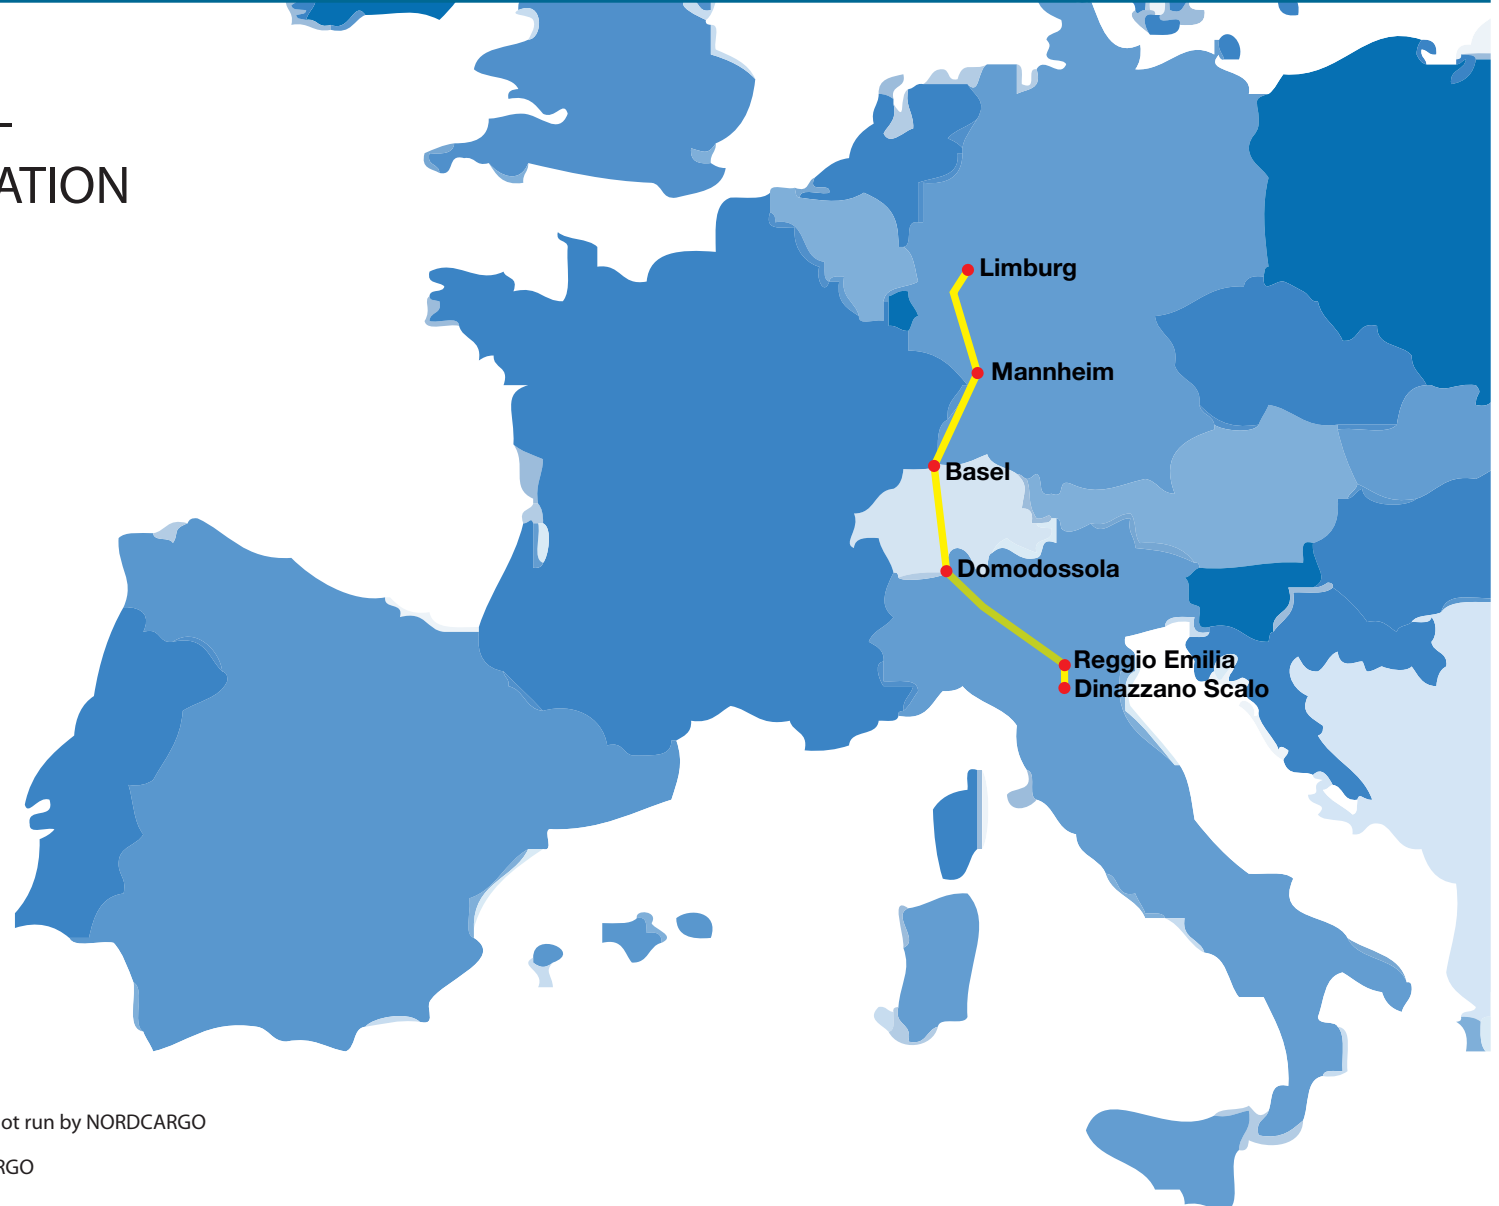 ATION
Limburg
Mannheim
Basel
Domodossola
Reggio Emilia
Dinazzano Scalo
ot run by NORDCARGO
RGO